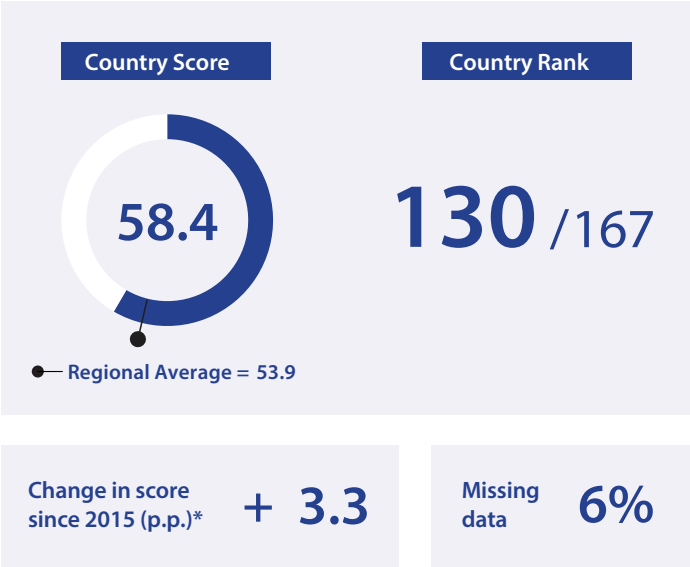 Country Score
Country Rank
58.4
130 /167
Regional Average = 53.9
Change in score
since 2015 (p.p.)*
+ 3.3
Missing
data
6%